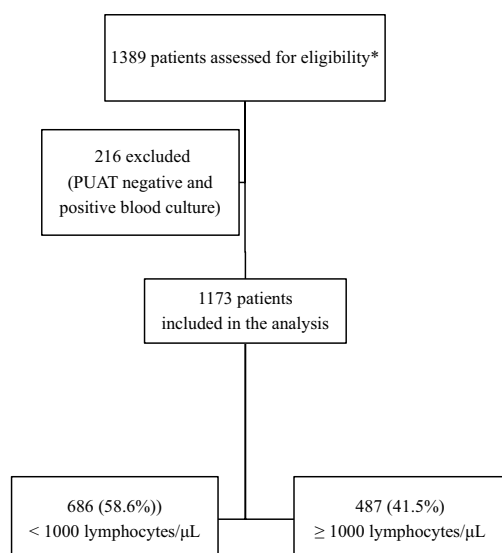 1389 patients assessed for eligibility*
216 excluded
(PUAT negative and
positive blood culture)
1173 patients
included in the analysis
686 (58.6%))
< 1000 lymphocytes/μL
487 (41.5%)
≥ 1000 lymphocytes/μL